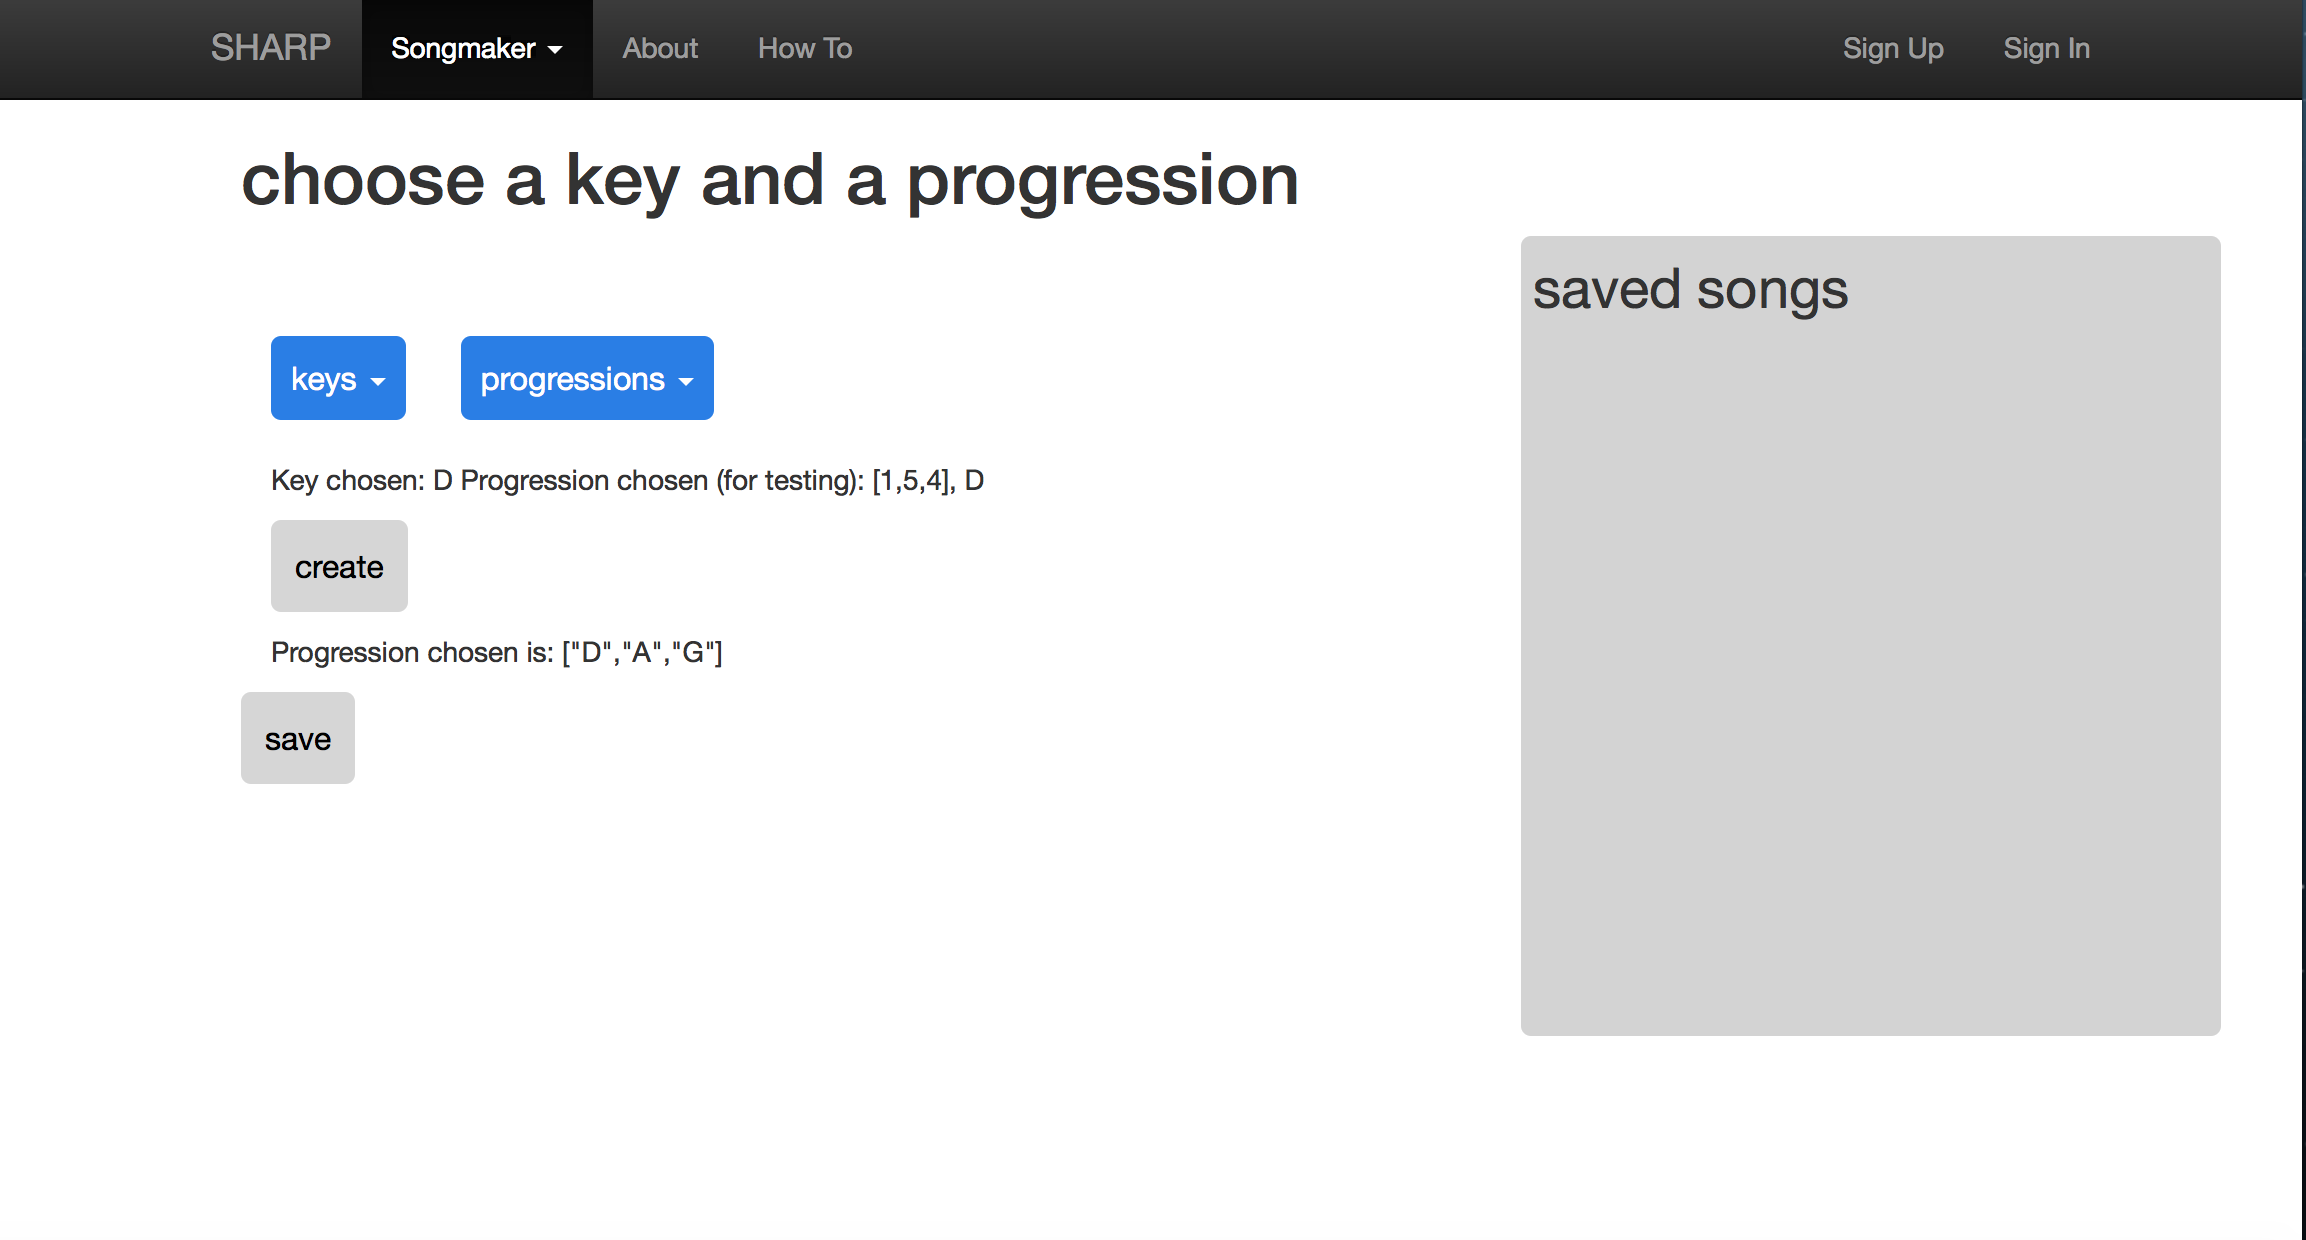 SHARP Songmaker About How To Sign Up Sign In
choose a key and a progression
saved songs
keys progressions
Key chosen: D Progression chosen (for testing): [1,5,4], D
create
Progression chosen is: ["D","A","G"]
save